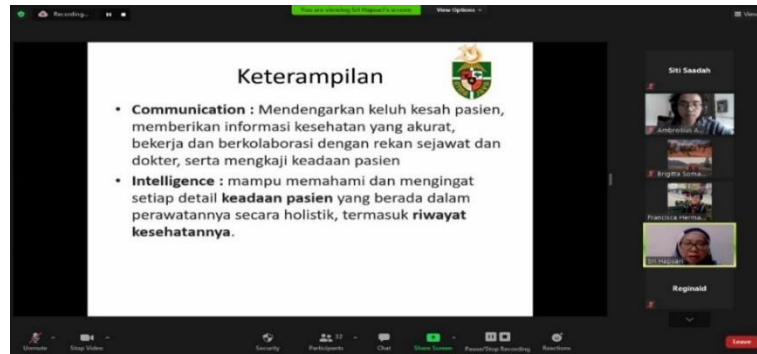 Recording...
You are viewing Sri Hapsari's screen
View Options
View
Keterampilan
• Communication : Mendengarkan keluh kesah pasien,
memberikan informasi kesehatan yang akurat,
bekerja dan berkolaborasi dengan rekan sejawat dan
dokter, serta mengkaji keadaan pasien
• Intelligence : mampu memahami dan mengingat
setiap detail keadaan pasien yang berada dalam
perawatannya secara holistik, termasuk riwayat
kesehatannya.
Siti Saadah
Ambrosius A...
Brigitta Soma...
Francisca Herma...
Sri Hapsari
Reginald
Unmute
Stop Video
Security
Participants
Chat
Share Screen
Pause/Stop Recording
Reactions
Leave